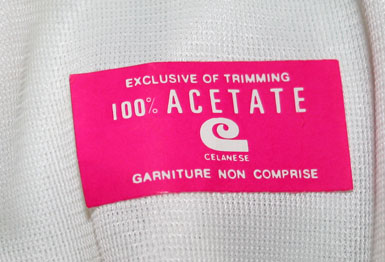 EXCLUSIVE OF TRIMMING
100% ACETATE
CELANESE
GARNITURE NON COMPRISE